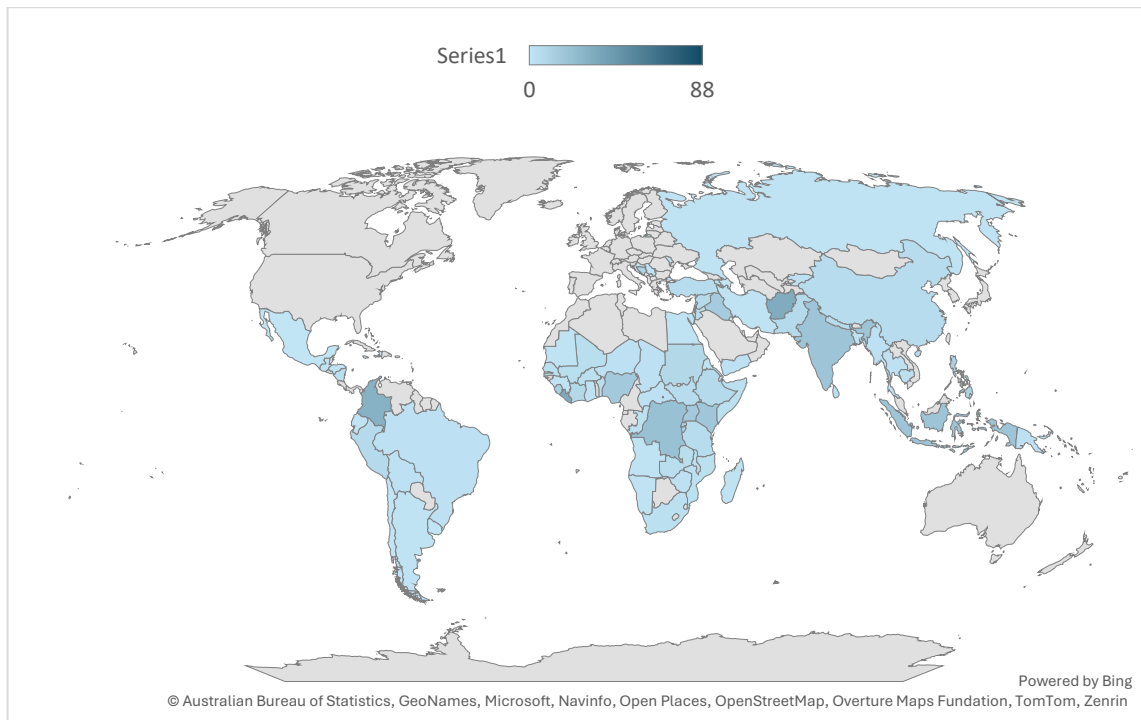 Series1
0 88
Powered by Bing
© Australian Bureau of Statistics, GeoNames, Microsoft, Navinfo, Open Places, OpenStreetMap, Overture Maps Fundation, TomTom, Zenrin